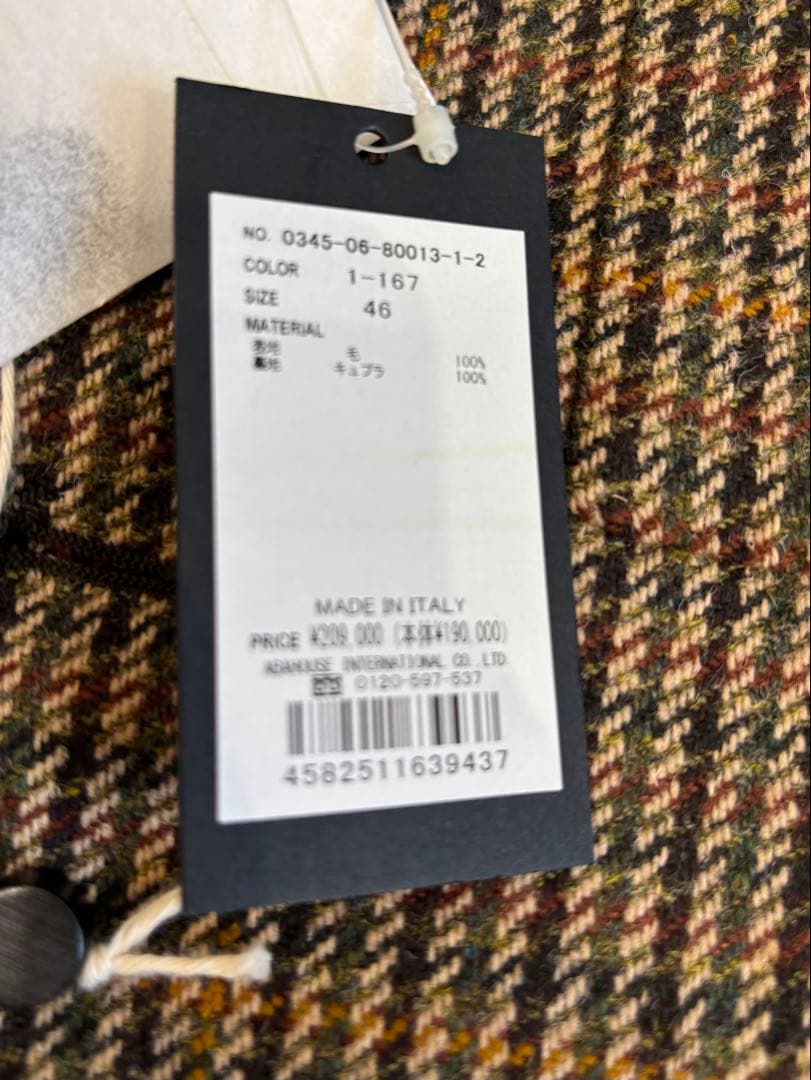 NO. 0345-06-80013-1-2
COLOR 1-167
SIZE 46
MATERIAL
表地 毛 100%
裏地 キュプラ 100%
MADE IN ITALY
PRICE ¥209,000 (本体¥190,000)
ABAHOUSE INTERNATIONAL CO.,LTD
0120-597-537
4582511639437